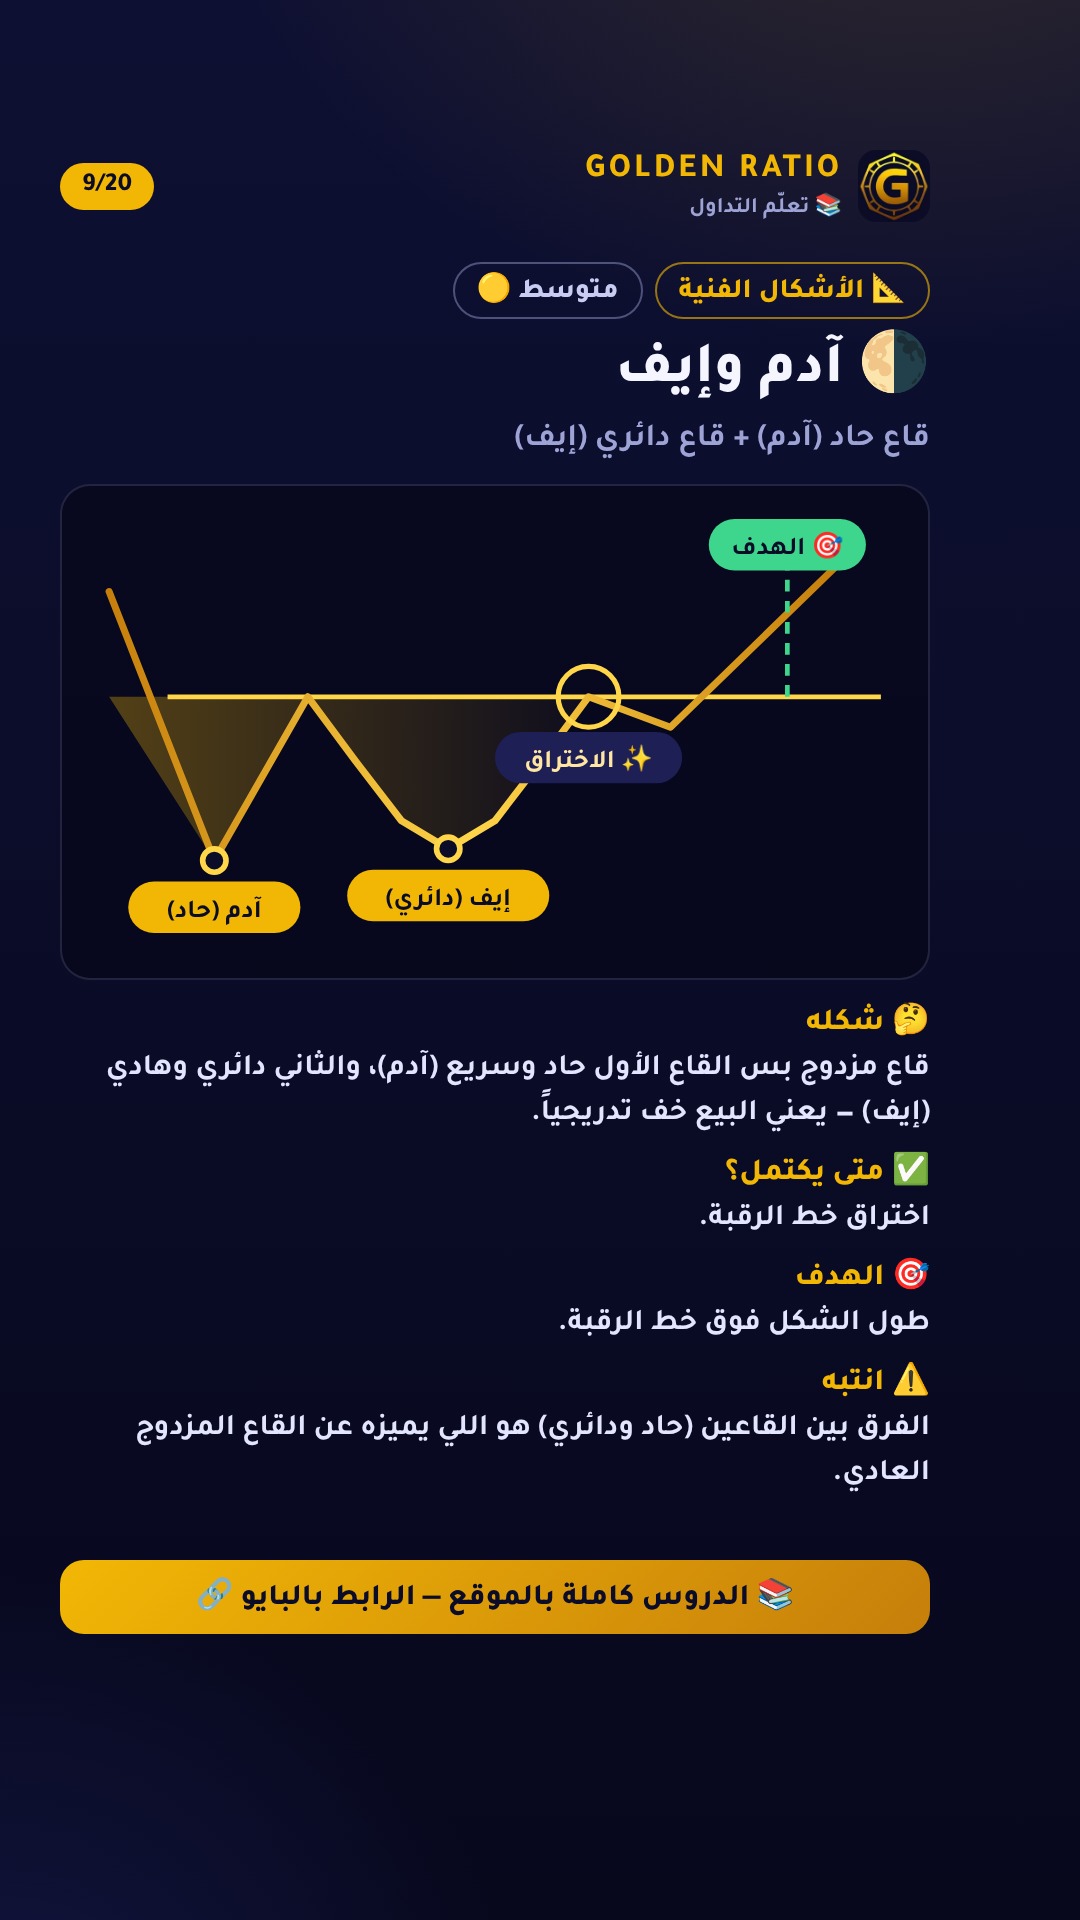 GOLDEN RATIO
📚 تعلّم التداول
9/20
📐 الأشكال الفنية
متوسط 🟡
🌗 آدم وإيف
قاع حاد (آدم) + قاع دائري (إيف)
🎯 الهدف
✨ الاختراق
إيف (دائري)
آدم (حاد)
🤔 شكله
قاع مزدوج بس القاع الأول حاد وسريع (آدم)، والثاني دائري وهادي
(إيف) — يعني البيع خف تدريجياً.
✅ متى يكتمل؟
اختراق خط الرقبة.
🎯 الهدف
طول الشكل فوق خط الرقبة.
⚠️ انتبه
الفرق بين القاعين (حاد ودائري) هو اللي يميزه عن القاع المزدوج
العادي.
📚 الدروس كاملة بالموقع — الرابط بالبايو 🔗